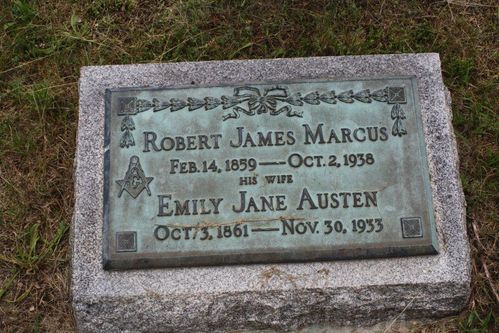 ROBERT JAMES MARCUS
FEB. 14, 1859 — OCT. 2, 1938
HIS WIFE
EMILY JANE AUSTEN
OCT. 3, 1861 — NOV. 30, 1933